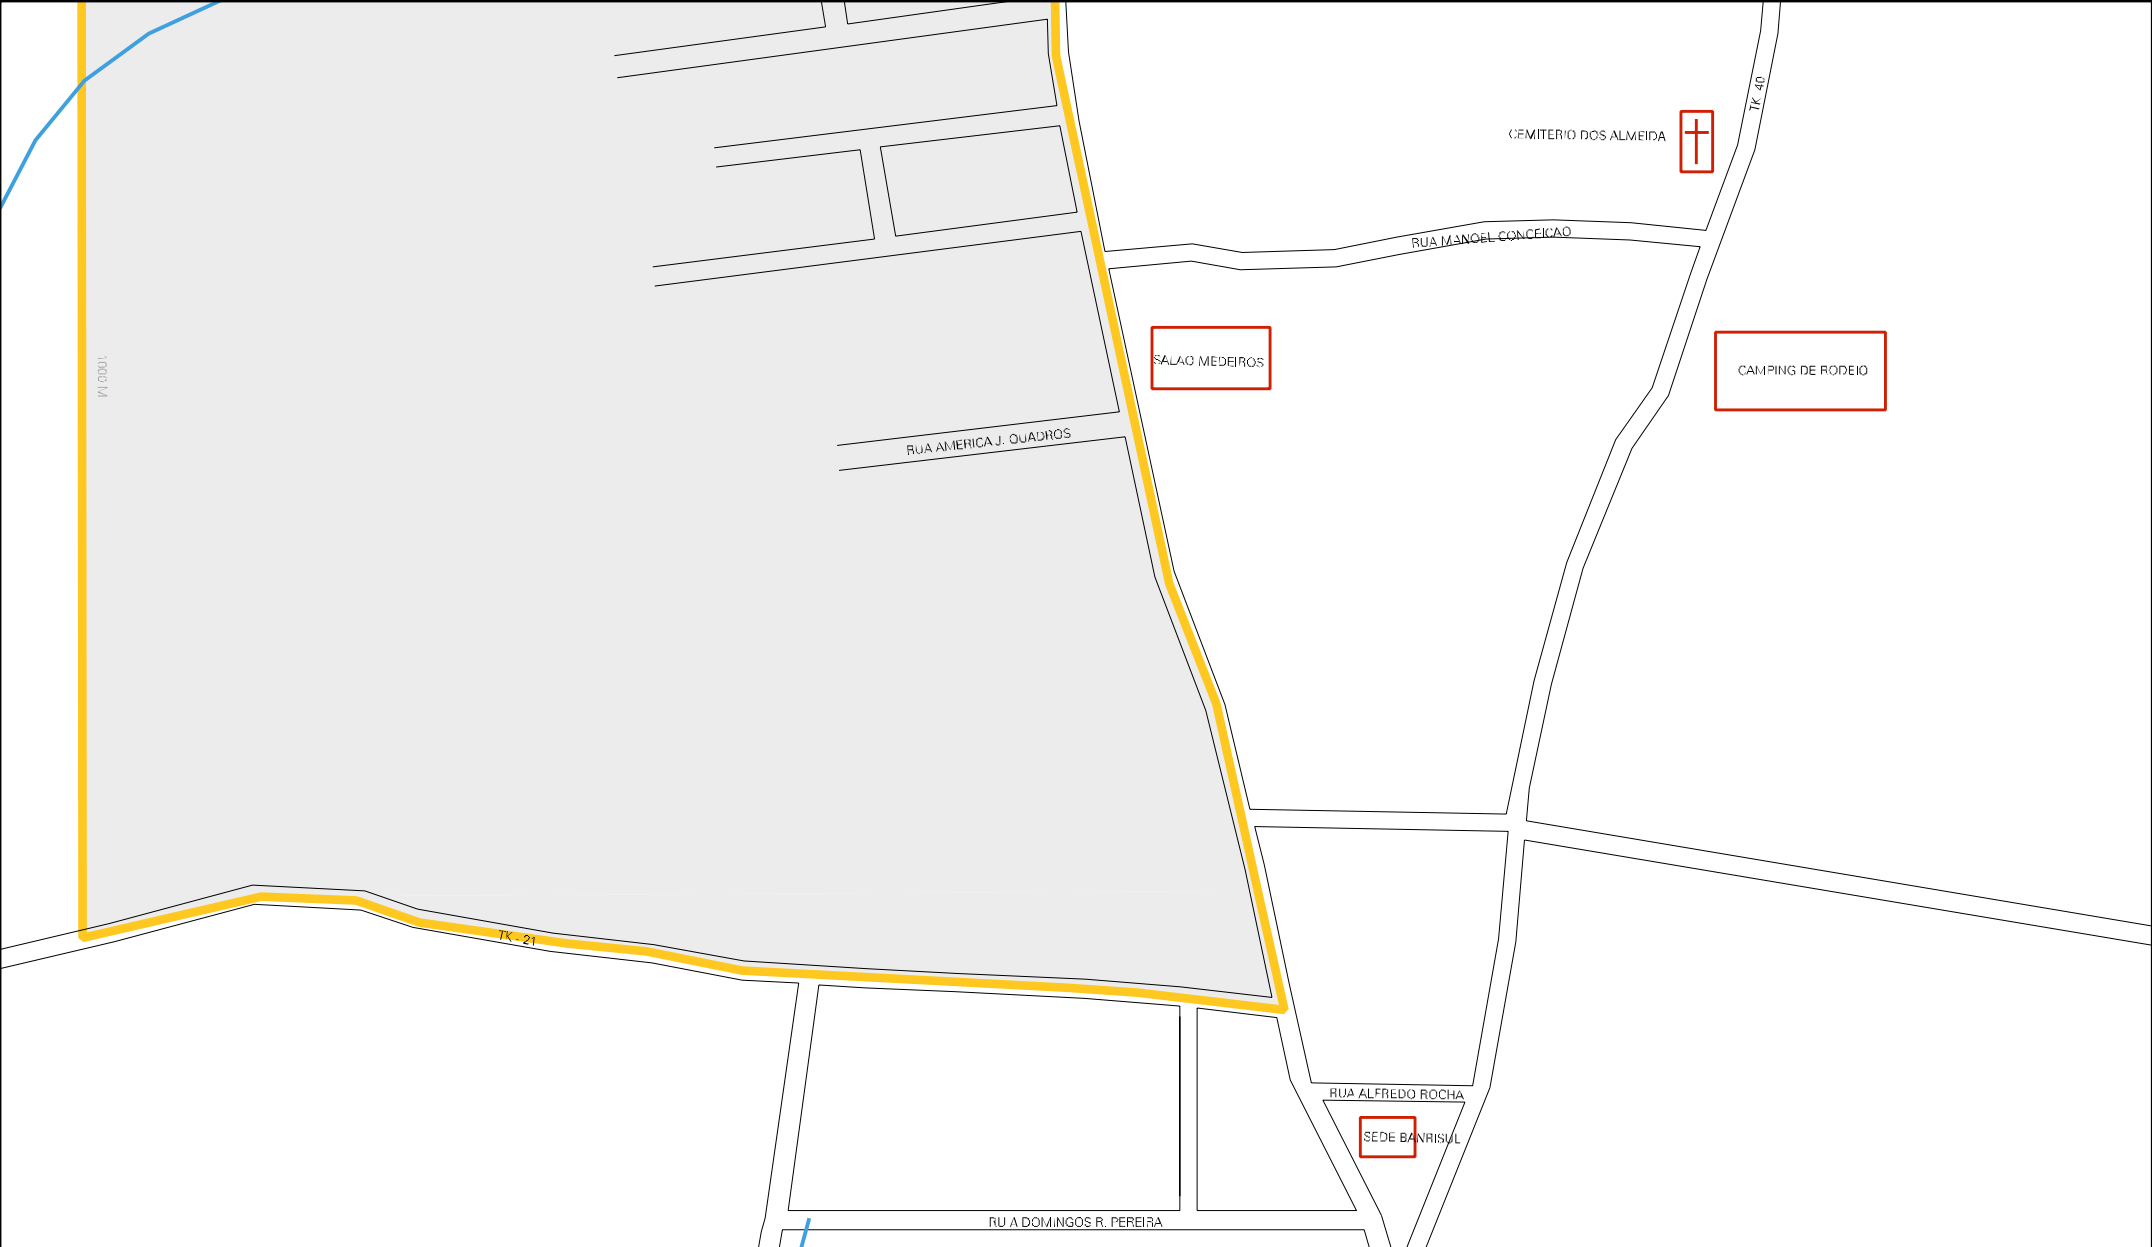 TK 40
CEMITERIO DOS ALMEIDA
RUA MANOEL CONCEICAO
SALAO MEDEIROS
CAMPING DE RODEIO
1000 M
RUA AMERICA J. QUADROS
TK - 21
RUA ALFREDO ROCHA
SEDE BANRISUL
RU A DOMINGOS R. PEREIRA